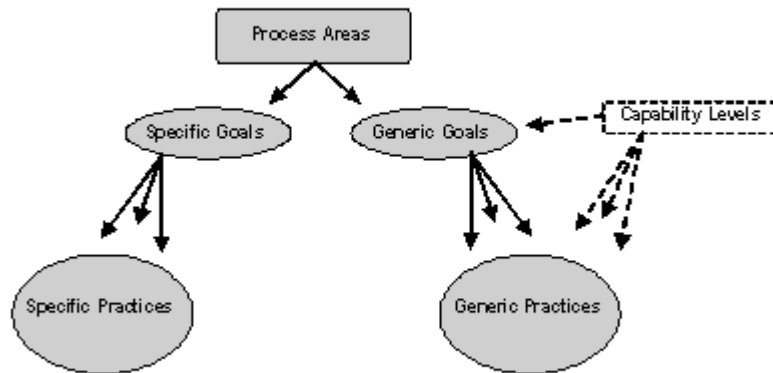 Process Areas
Specific Goals
Generic Goals
Capability Levels
Specific Practices
Generic Practices